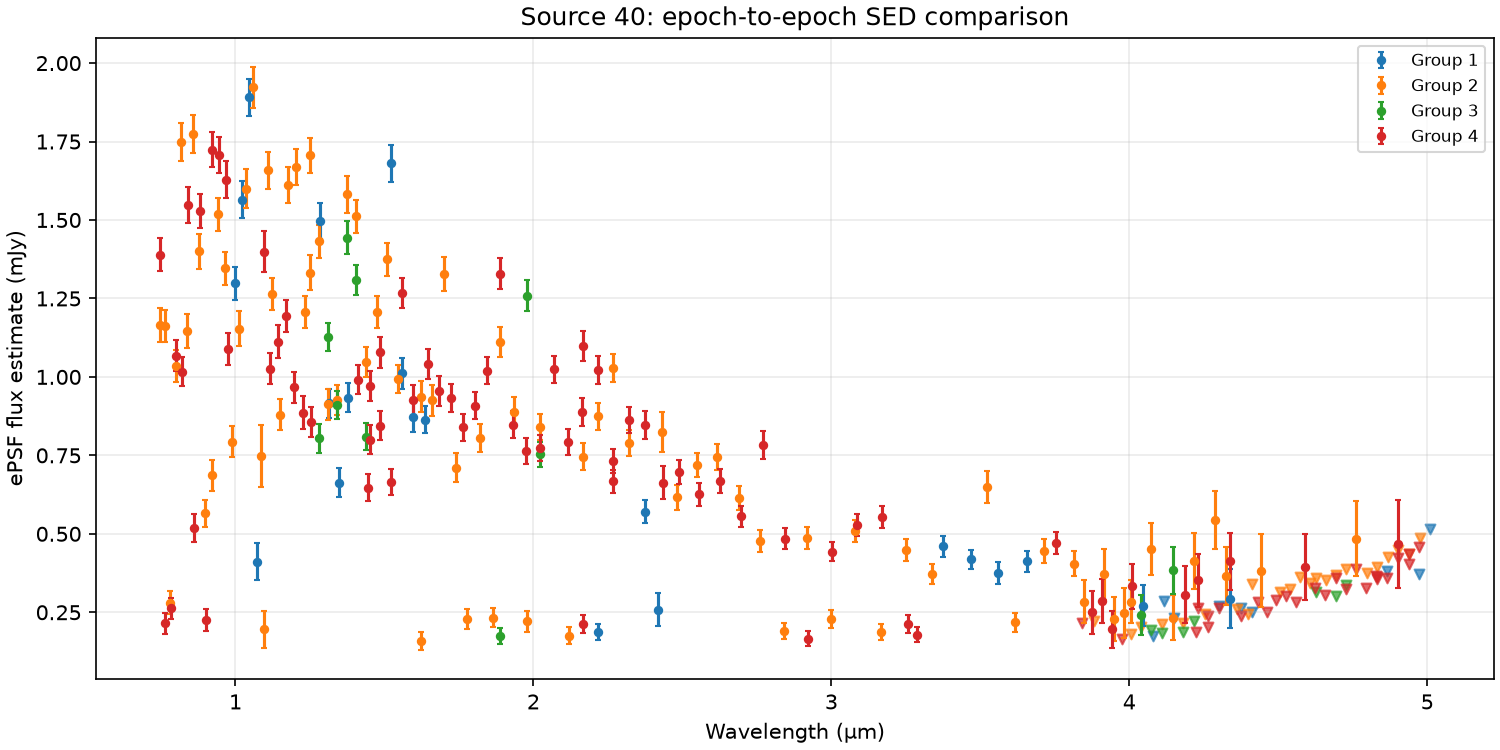 Source 40: epoch-to-epoch SED comparison
ePSF flux estimate (mJy)
2.00
1.75
1.50
1.25
1.00
0.75
0.50
0.25
Group 1
Group 2
Group 3
Group 4
1 2 3 4 5
Wavelength (μm)